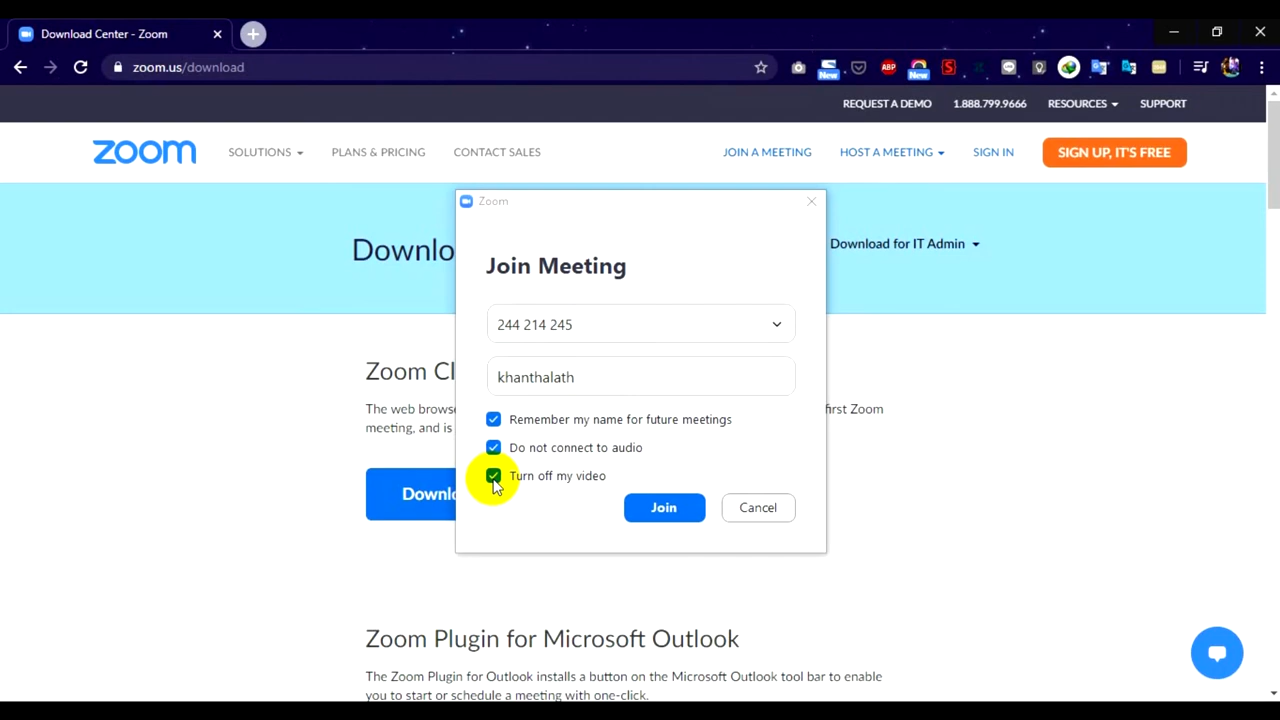 Download Center - Zoom
zoom.us/download
New
ABP
New
REQUEST A DEMO 1.888.799.9666 RESOURCES SUPPORT
zoom SOLUTIONS PLANS & PRICING CONTACT SALES JOIN A MEETING HOST A MEETING SIGN IN SIGN UP, IT'S FREE
Zoom
Downlo
Download for IT Admin
Join Meeting
244 214 245
Zoom Cl
khanthalath
The web browse
first Zoom
meeting, and is
Remember my name for future meetings
Do not connect to audio
Turn off my video
Downlo
Join Cancel
Zoom Plugin for Microsoft Outlook
The Zoom Plugin for Outlook installs a button on the Microsoft Outlook tool bar to enable
you to start or schedule a meeting with one-click.